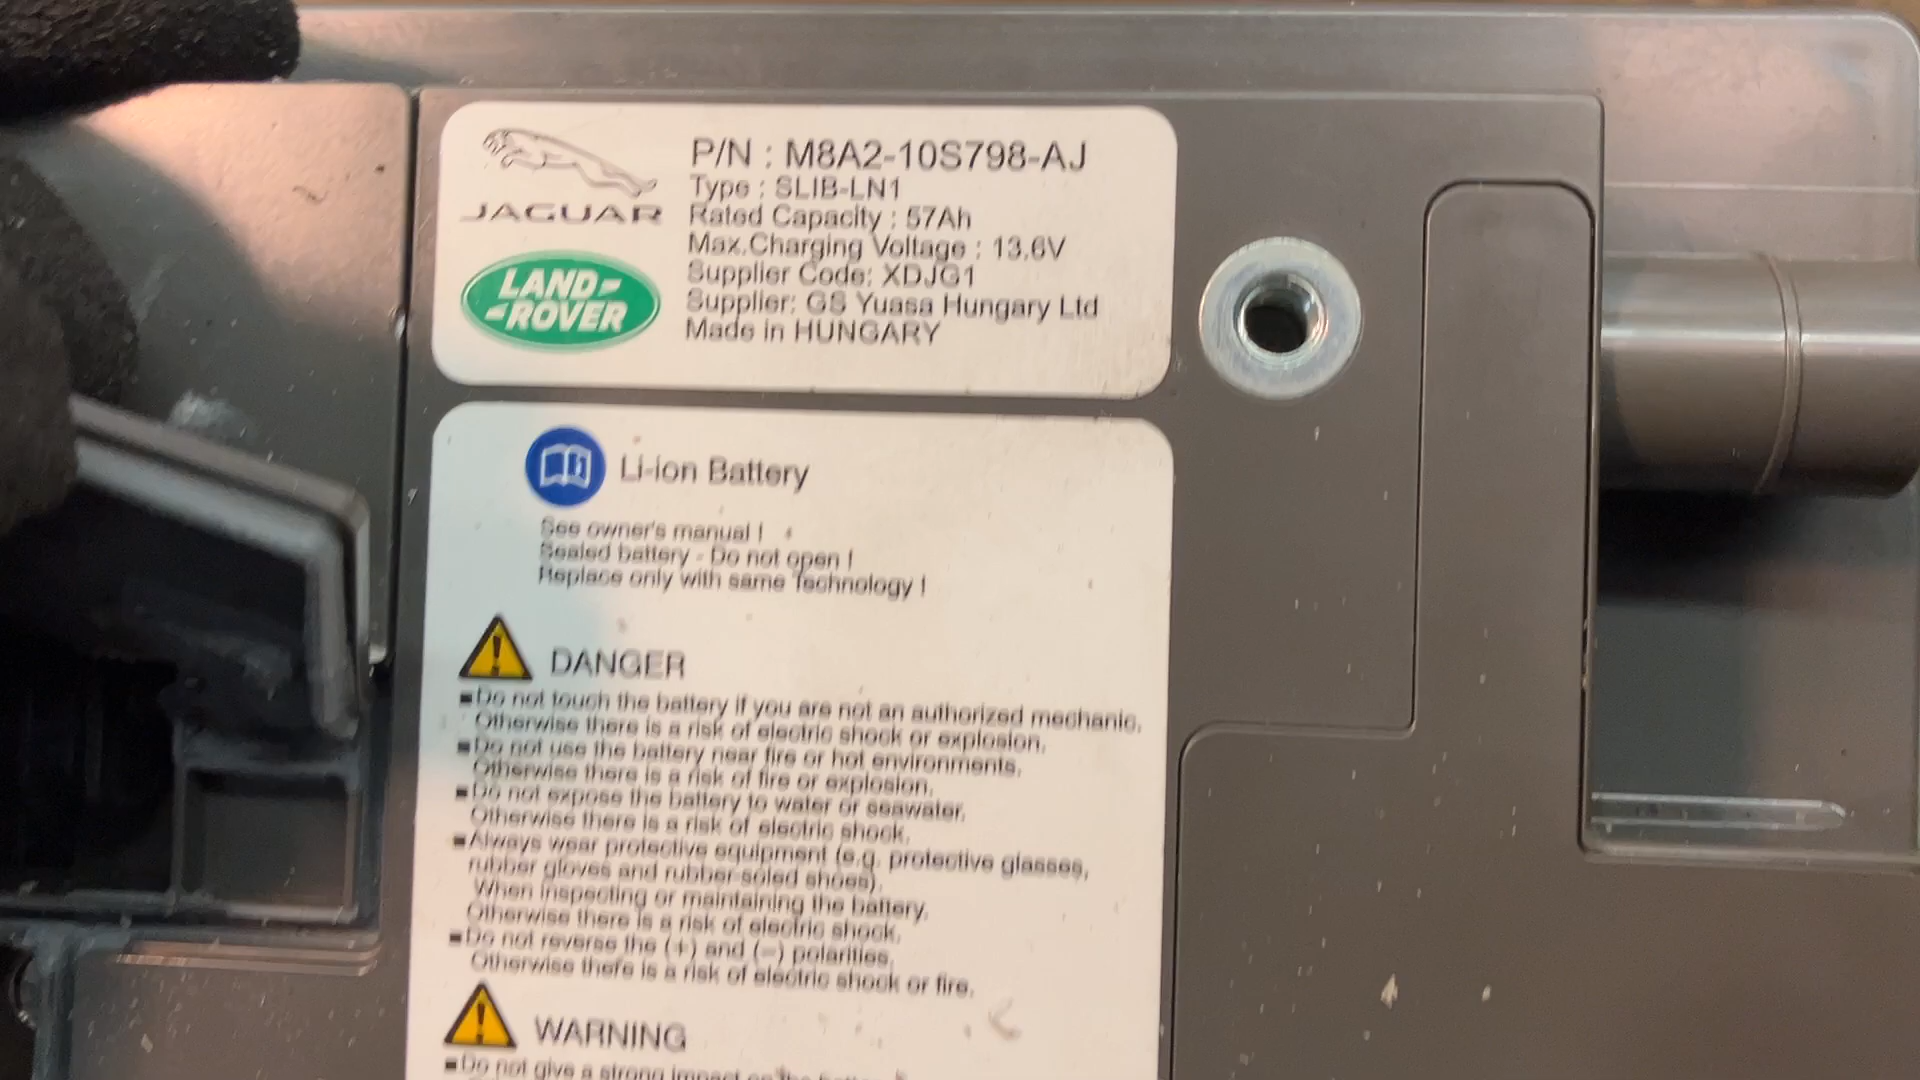 JAGUAR
LAND-
-ROVER
P/N : M8A2-10S798-AJ
Type : SLIB-LN1
Rated Capacity : 57Ah
Max.Charging Voltage : 13.6V
Supplier Code: XDJG1
Supplier: GS Yuasa Hungary Ltd
Made in HUNGARY
Li-ion Battery
See owner's manual !
Sealed battery - Do not open !
Replace only with same Technology !
DANGER
■Do not touch the battery if you are not an authorized mechanic.
Otherwise there is a risk of electric shock or explosion.
■Do not use the battery near fire or hot environments.
Otherwise there is a risk of fire or explosion.
■Do not expose the battery to water or seawater.
Otherwise there is a risk of electric shock.
■Always wear protective equipment (e.g. protective glasses,
rubber gloves and rubber-soled shoes).
When inspecting or maintaining the battery.
Otherwise there is a risk of electric shock.
■Do not reverse the (+) and (−) polarities.
Otherwise there is a risk of electric shock or fire.
WARNING
■Do not give a strong impact on the